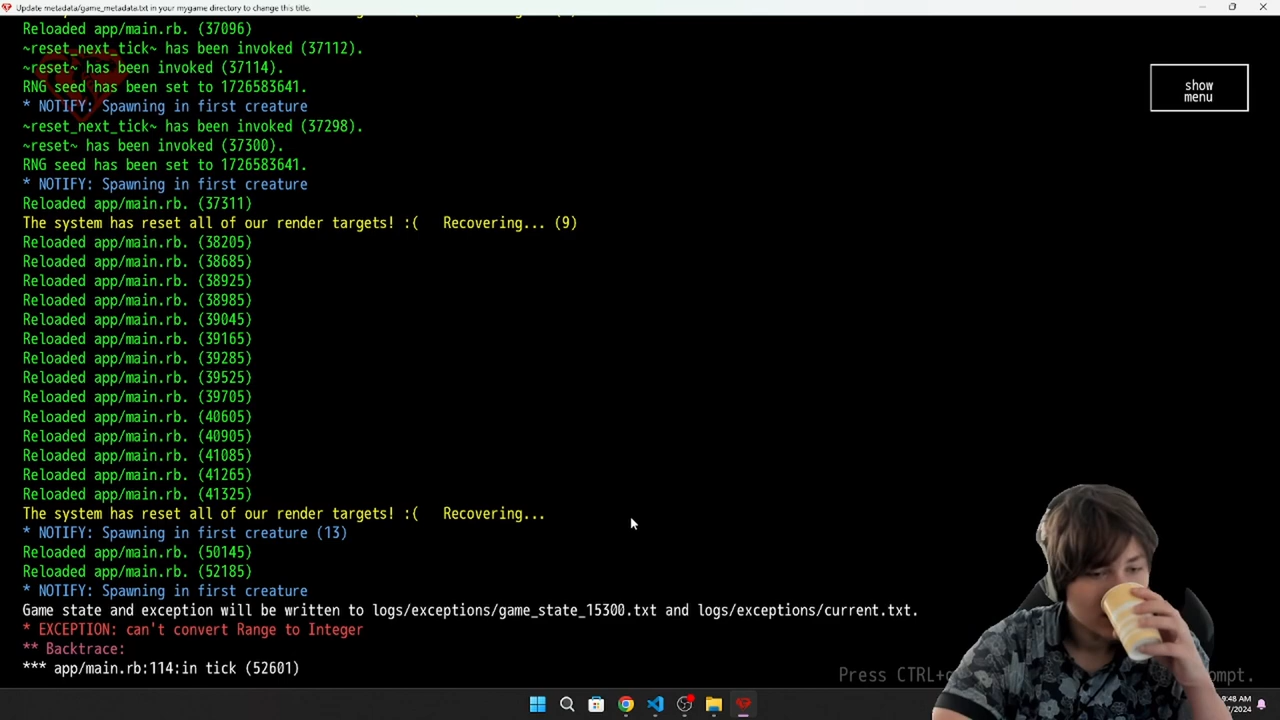 Update metadata/game_metadata.txt in your mygame directory to change this title.
Reloaded app/main.rb. (37096)
~reset_next_tick~ has been invoked (37112).
~reset~ has been invoked (37114).
RNG seed has been set to 1726583641.
* NOTIFY: Spawning in first creature
~reset_next_tick~ has been invoked (37298).
~reset~ has been invoked (37300).
RNG seed has been set to 1726583641.
* NOTIFY: Spawning in first creature
Reloaded app/main.rb. (37311)
The system has reset all of our render targets! :( Recovering... (9)
Reloaded app/main.rb. (38205)
Reloaded app/main.rb. (38685)
Reloaded app/main.rb. (38925)
Reloaded app/main.rb. (38985)
Reloaded app/main.rb. (39045)
Reloaded app/main.rb. (39165)
Reloaded app/main.rb. (39285)
Reloaded app/main.rb. (39525)
Reloaded app/main.rb. (39705)
Reloaded app/main.rb. (40605)
Reloaded app/main.rb. (40905)
Reloaded app/main.rb. (41085)
Reloaded app/main.rb. (41265)
Reloaded app/main.rb. (41325)
The system has reset all of our render targets! :( Recovering...
* NOTIFY: Spawning in first creature (13)
Reloaded app/main.rb. (50145)
Reloaded app/main.rb. (52185)
* NOTIFY: Spawning in first creature
Game state and exception will be written to logs/exceptions/game_state_15300.txt and logs/exceptions/current.txt.
* EXCEPTION: can't convert Range to Integer
** Backtrace:
*** app/main.rb:114:in tick (52601)
show
menu
Press
9:48 AM
/2024